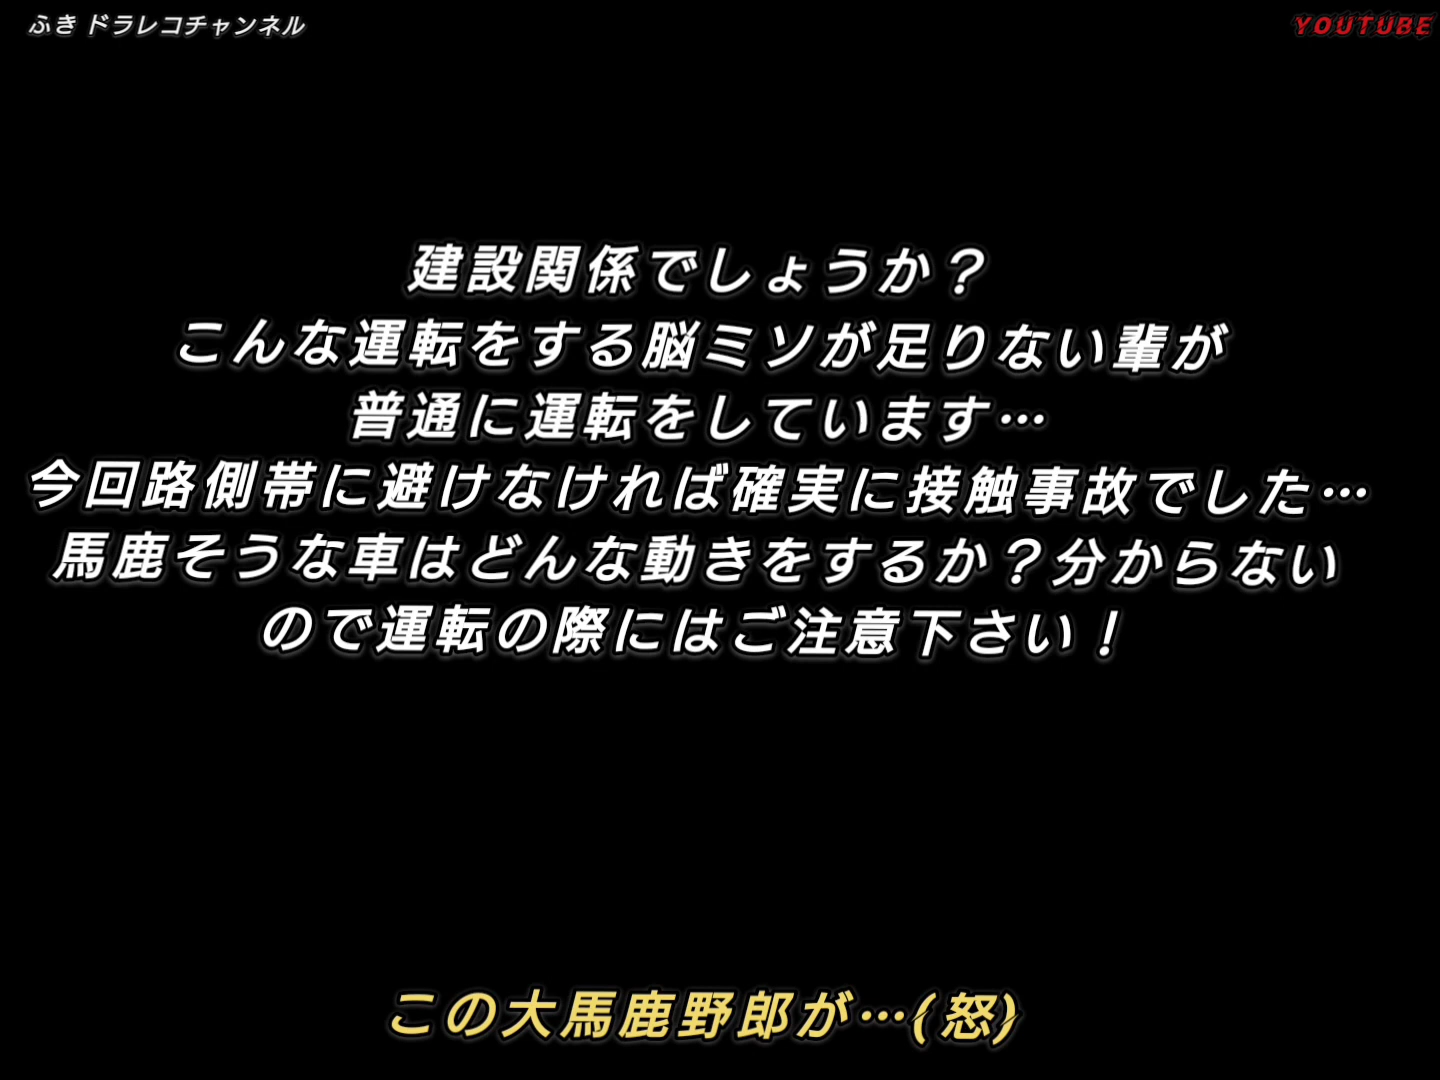 ふき ドラレコチャンネル
YOUTUBE
建設関係でしょうか？
こんな運転をする脳ミソが足りない輩が
普通に運転をしています…
今回路側帯に避けなければ確実に接触事故でした…
馬鹿そうな車はどんな動きをするか？分からない
ので運転の際にはご注意下さい！
この大馬鹿野郎が…(怒)